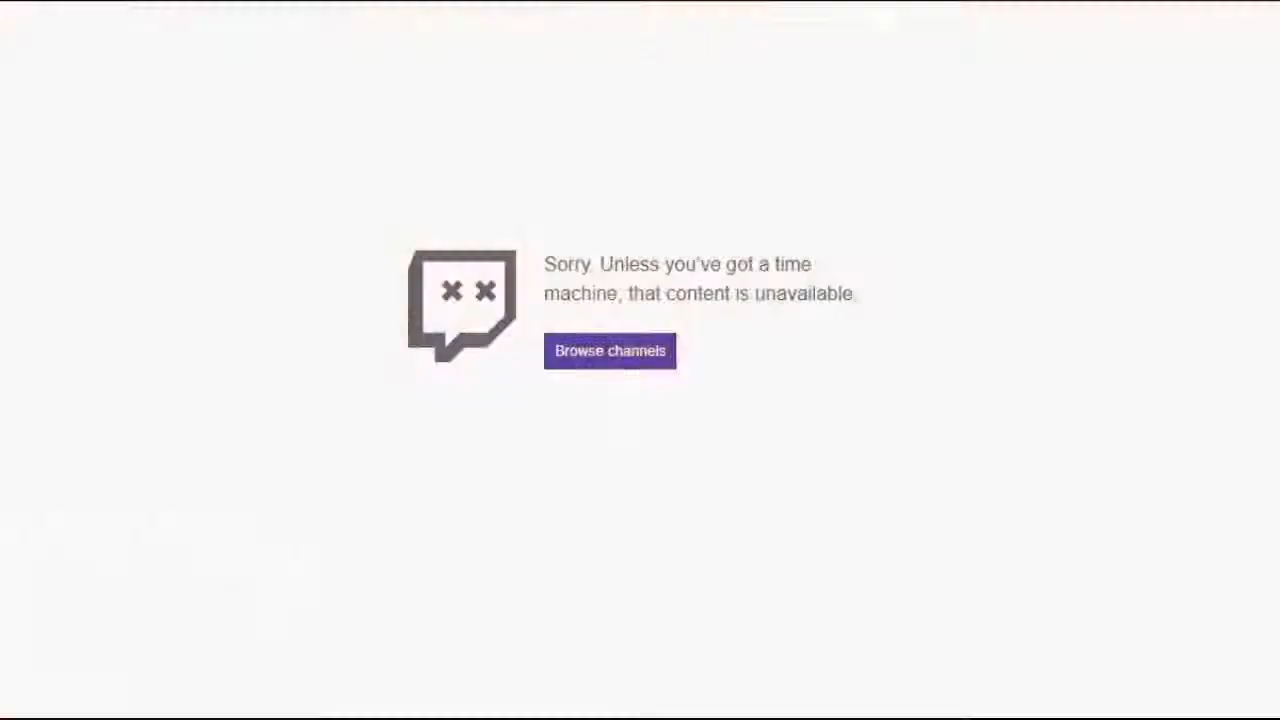 Sorry. Unless you've got a time
machine, that content is unavailable.
Browse channels